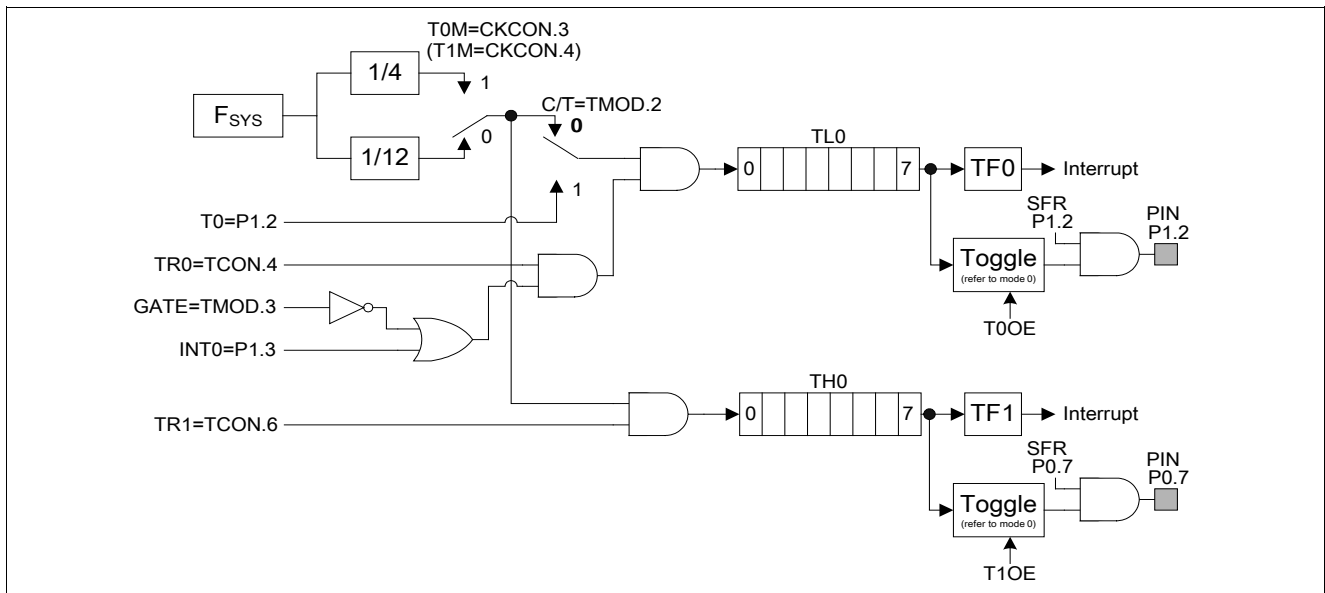 T0M=CKCON.3
(T1M=CKCON.4)
1/4
1
FSYS
C/T=TMOD.2
0
0
1/12
TL0
0
7
TF0
Interrupt
1
T0=P1.2
SFR
P1.2
PIN
P1.2
TR0=TCON.4
Toggle
(refer to mode 0)
GATE=TMOD.3
T0OE
INT0=P1.3
TH0
0
7
TF1
Interrupt
TR1=TCON.6
SFR
P0.7
PIN
P0.7
Toggle
(refer to mode 0)
T1OE